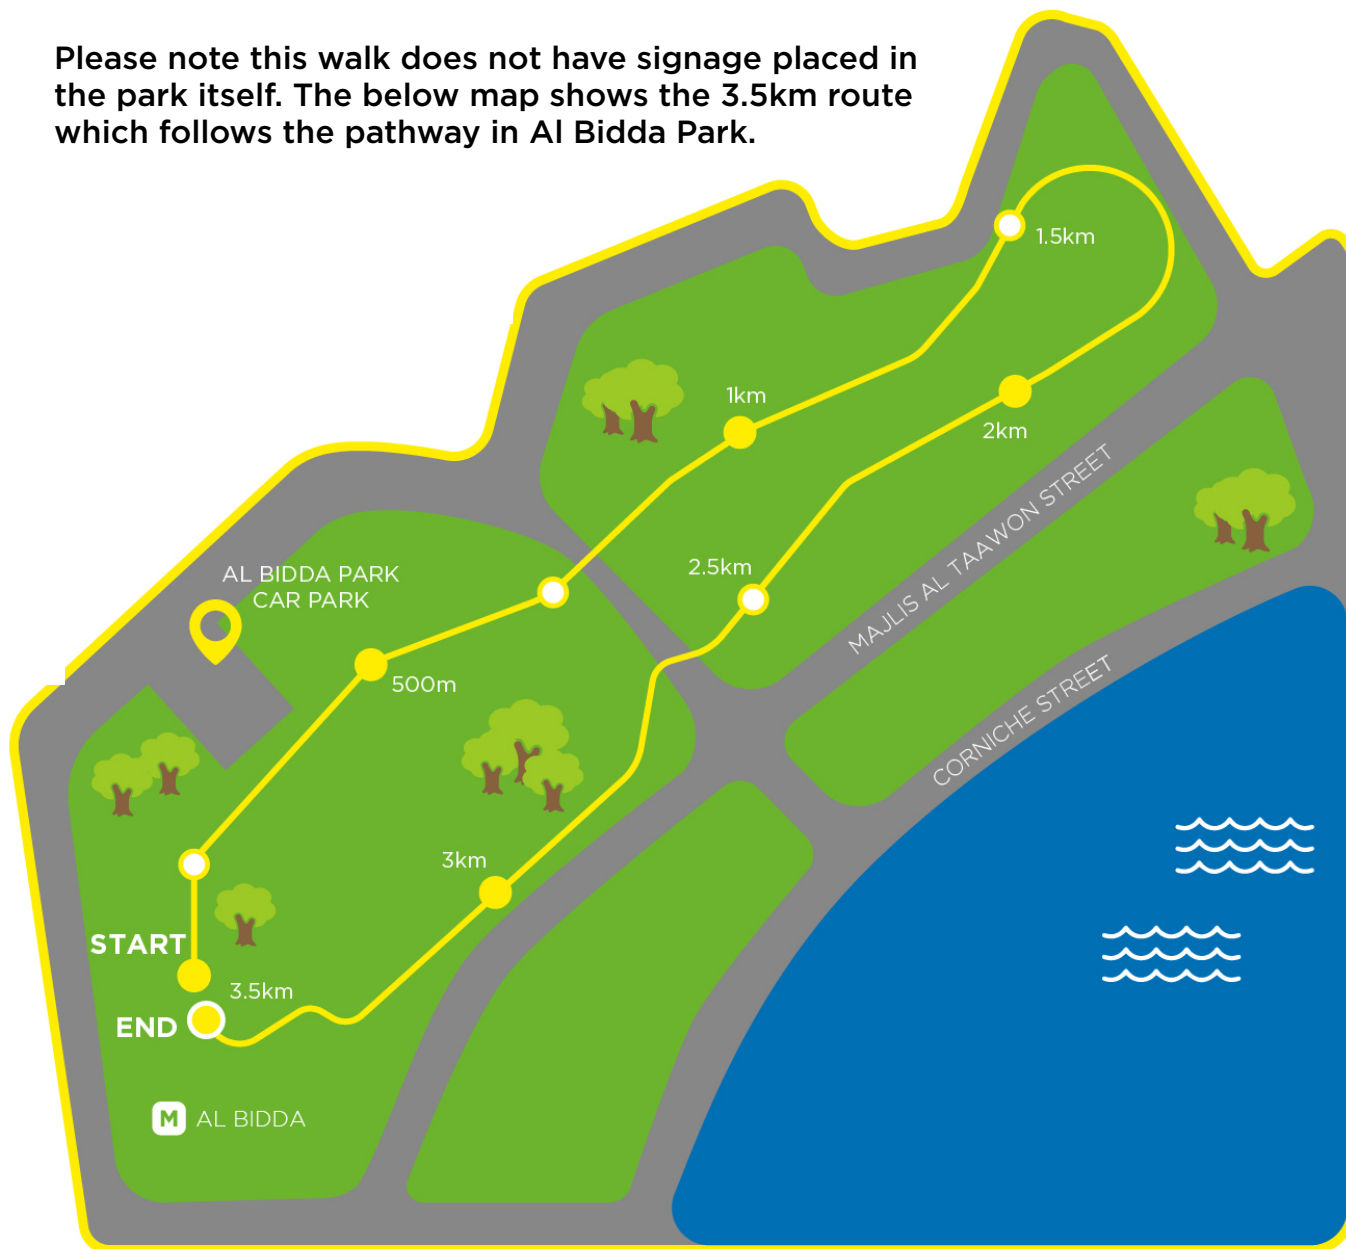 Please note this walk does not have signage placed in
the park itself. The below map shows the 3.5km route
which follows the pathway in Al Bidda Park.
1.5km
1km
2km
MAJLIS AL TAAWON STREET
2.5km
AL BIDDA PARK
CAR PARK
500m
CORNICHE STREET
3km
START
3.5km
END
M AL BIDDA